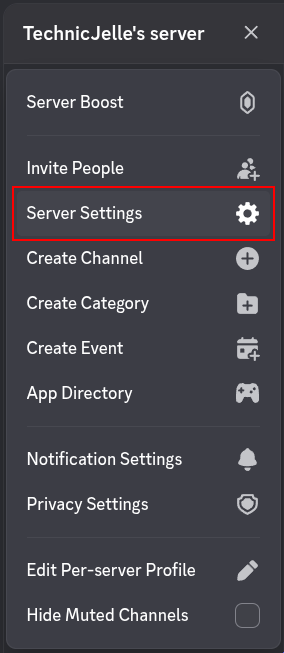 TechnicJelle's server
Server Boost
Invite People
Server Settings
Create Channel
Create Category
Create Event
App Directory
Notification Settings
Privacy Settings
Edit Per-server Profile
Hide Muted Channels